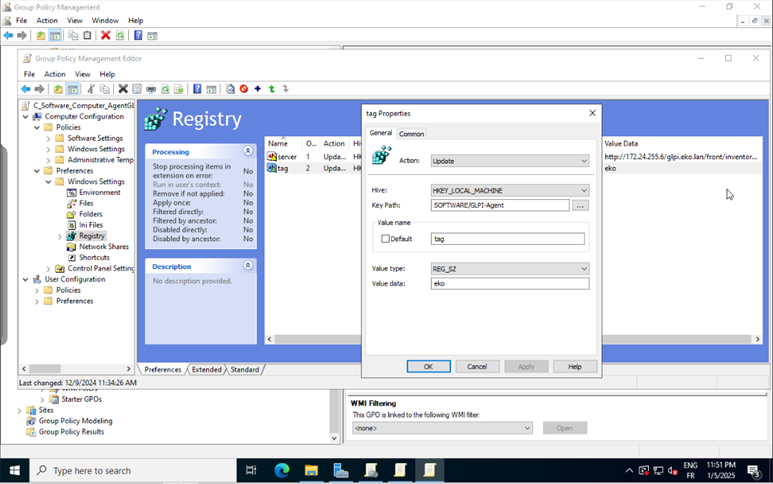 Group Policy Management
File Action View Window Help
Group Policy Management Editor
File Action View Help
C_Software_Computer_AgentGL
Computer Configuration
Policies
Software Settings
Windows Settings
Administrative Temp
Preferences
Windows Settings
Environment
Files
Folders
Ini Files
Registry
Network Shares
Shortcuts
Control Panel Setting
User Configuration
Policies
Preferences
Registry
Processing
Stop processing items in extension on error: No
Run in user's context: No
Remove if not applied: No
Apply once: No
Filtered directly: No
Filtered by ancestor: No
Disabled directly: No
Disabled by ancestor: No
Description
No description provided.
Name O... Action Hi Value Data
server 1 Upda... HK http://172.24.255.6/glpi.eko.lan/front/inventor...
tag 2 Upda... HK eko
tag Properties
General Common
Action: Update
Hive: HKEY_LOCAL_MACHINE
Key Path: SOFTWARE/GLPI-Agent ...
Value name
Default tag
Value type: REG_SZ
Value data: eko
OK Cancel Apply Help
Preferences Extended Standard
Last changed: 12/9/2024 11:34:26 AM
Starter GPOs
Sites
Group Policy Modeling
Group Policy Results
WMI Filtering
This GPO is linked to the following WMI filter:
<none> Open
Type here to search
ENG
FR
11:51 PM
1/5/2025
3